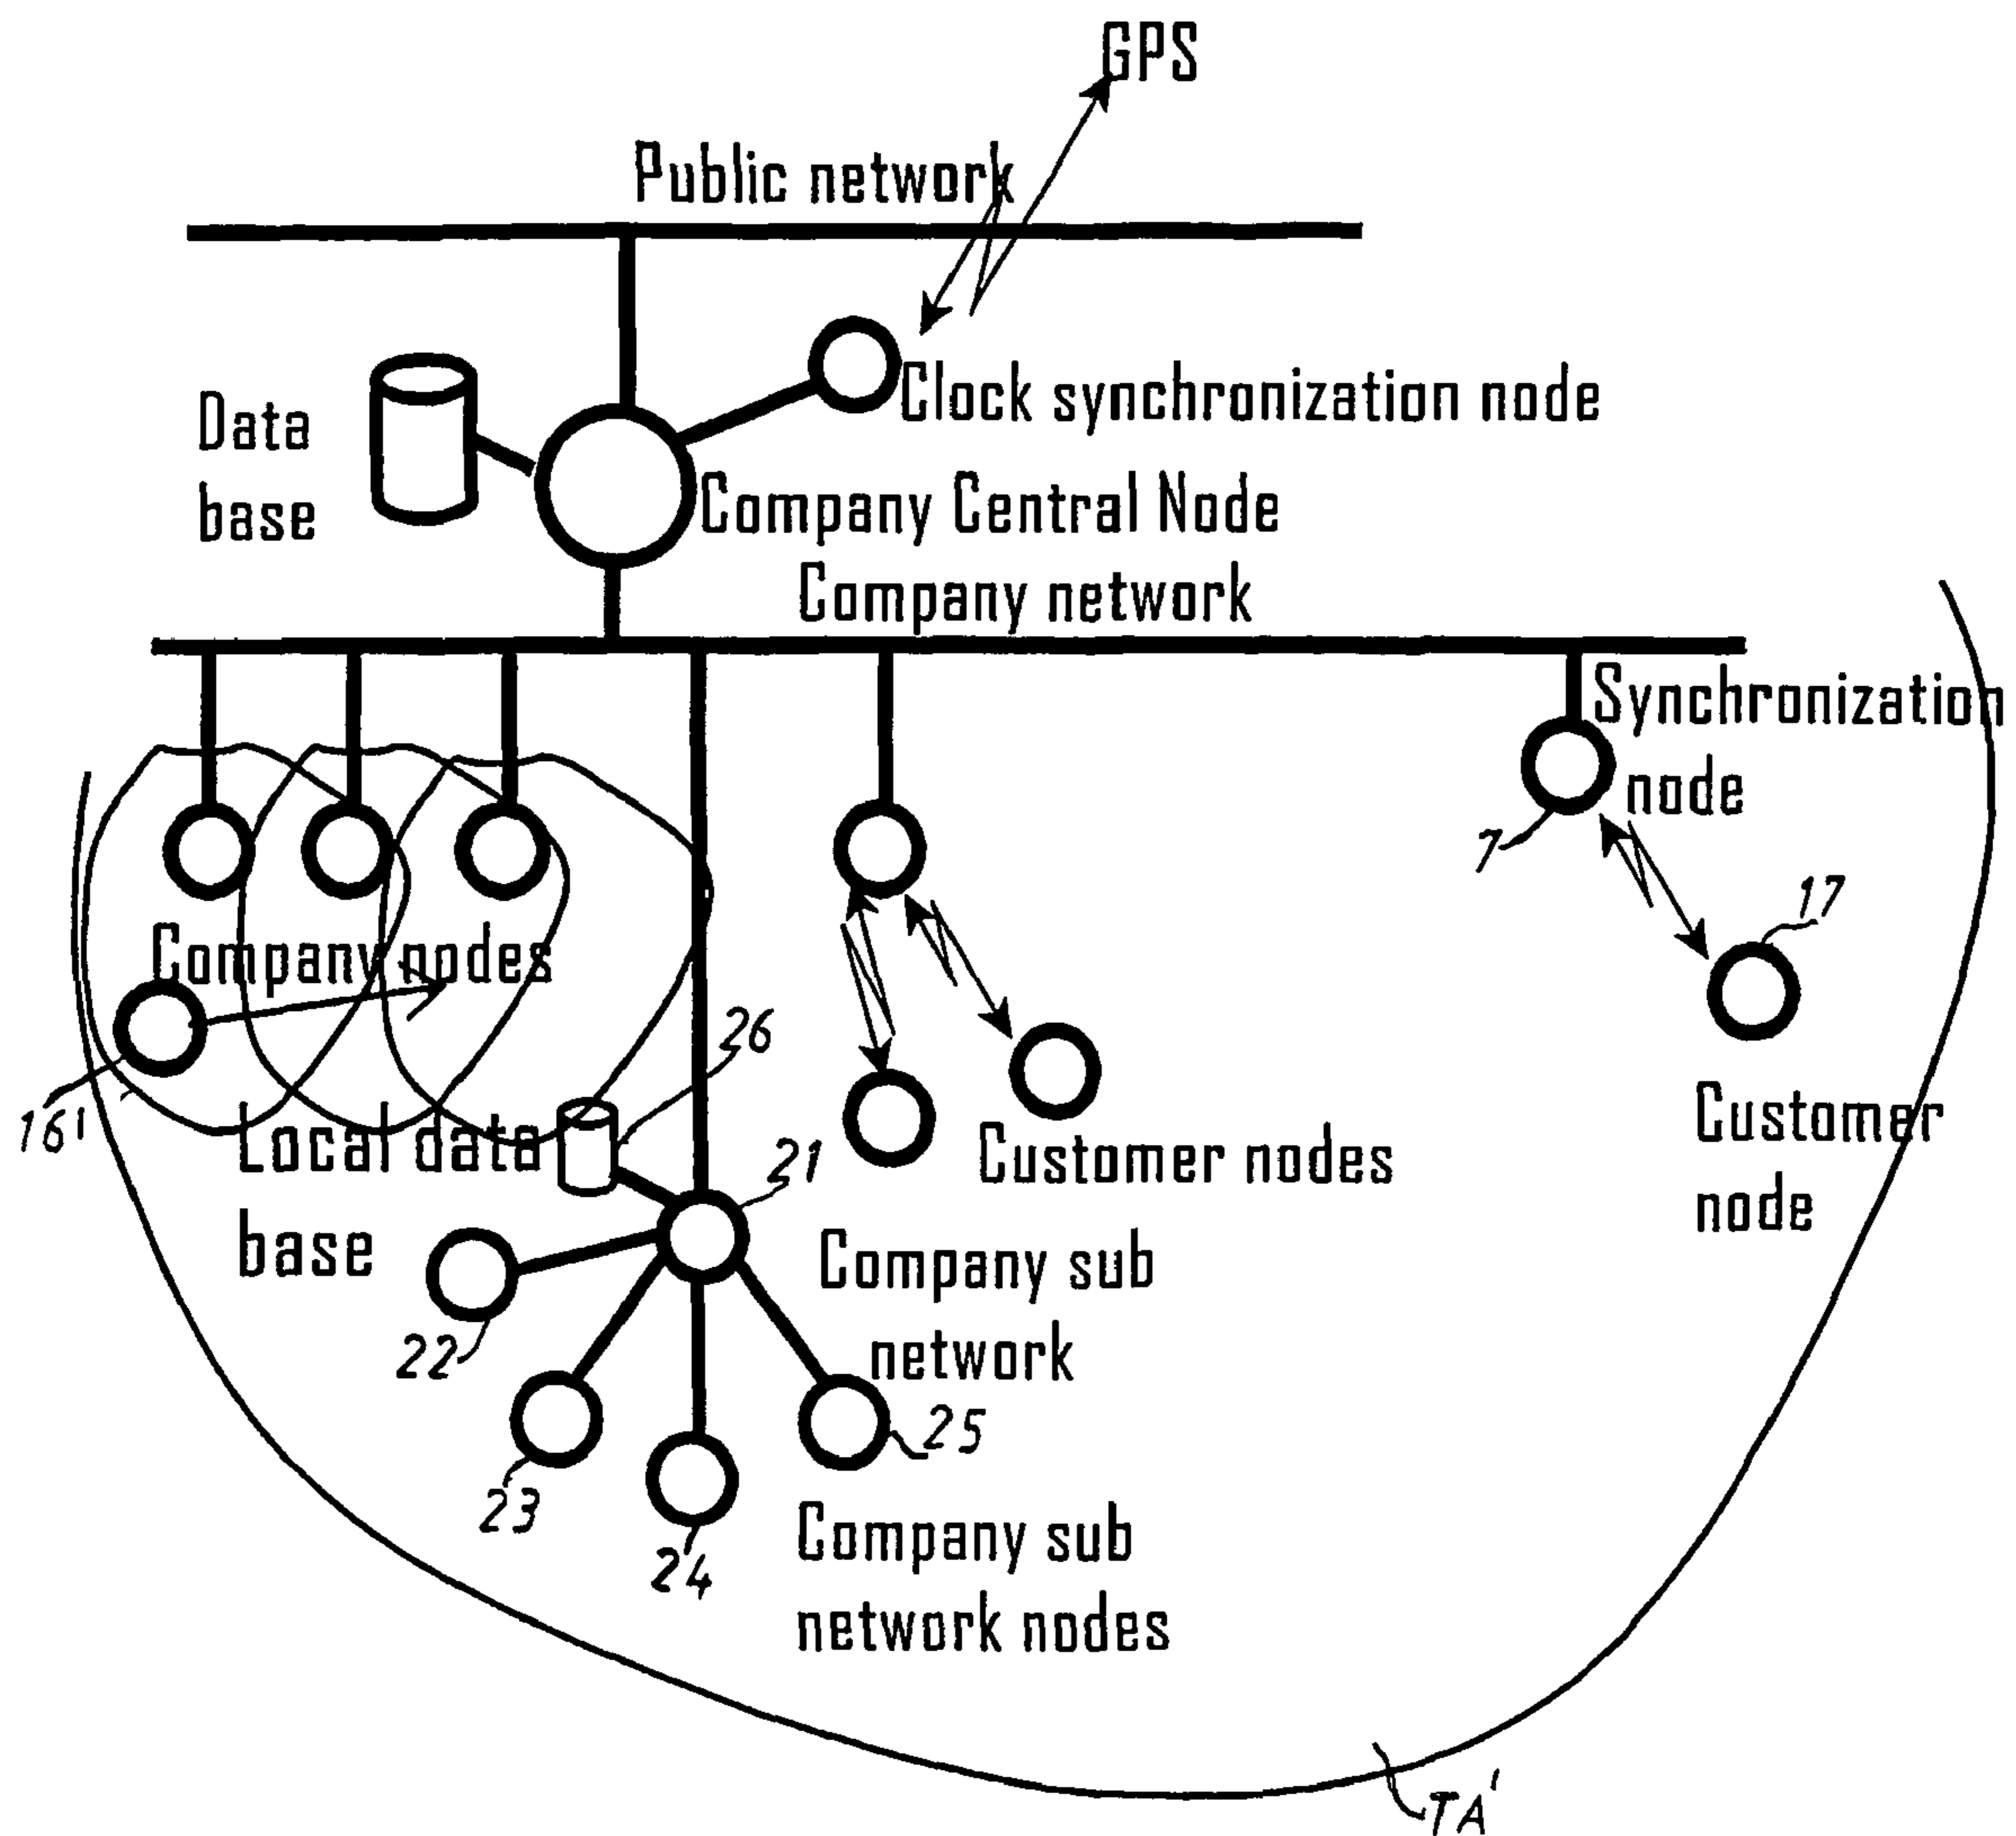 GPS
Public network
Clock synchronization node
Data
base
Company Central Node
Company network
Synchronization
node
7
17
Company nodes
26
16'
Local data
base
21
Customer nodes
Customer
node
Company sub
network
22
25
23
24
Company sub
network nodes
TA'